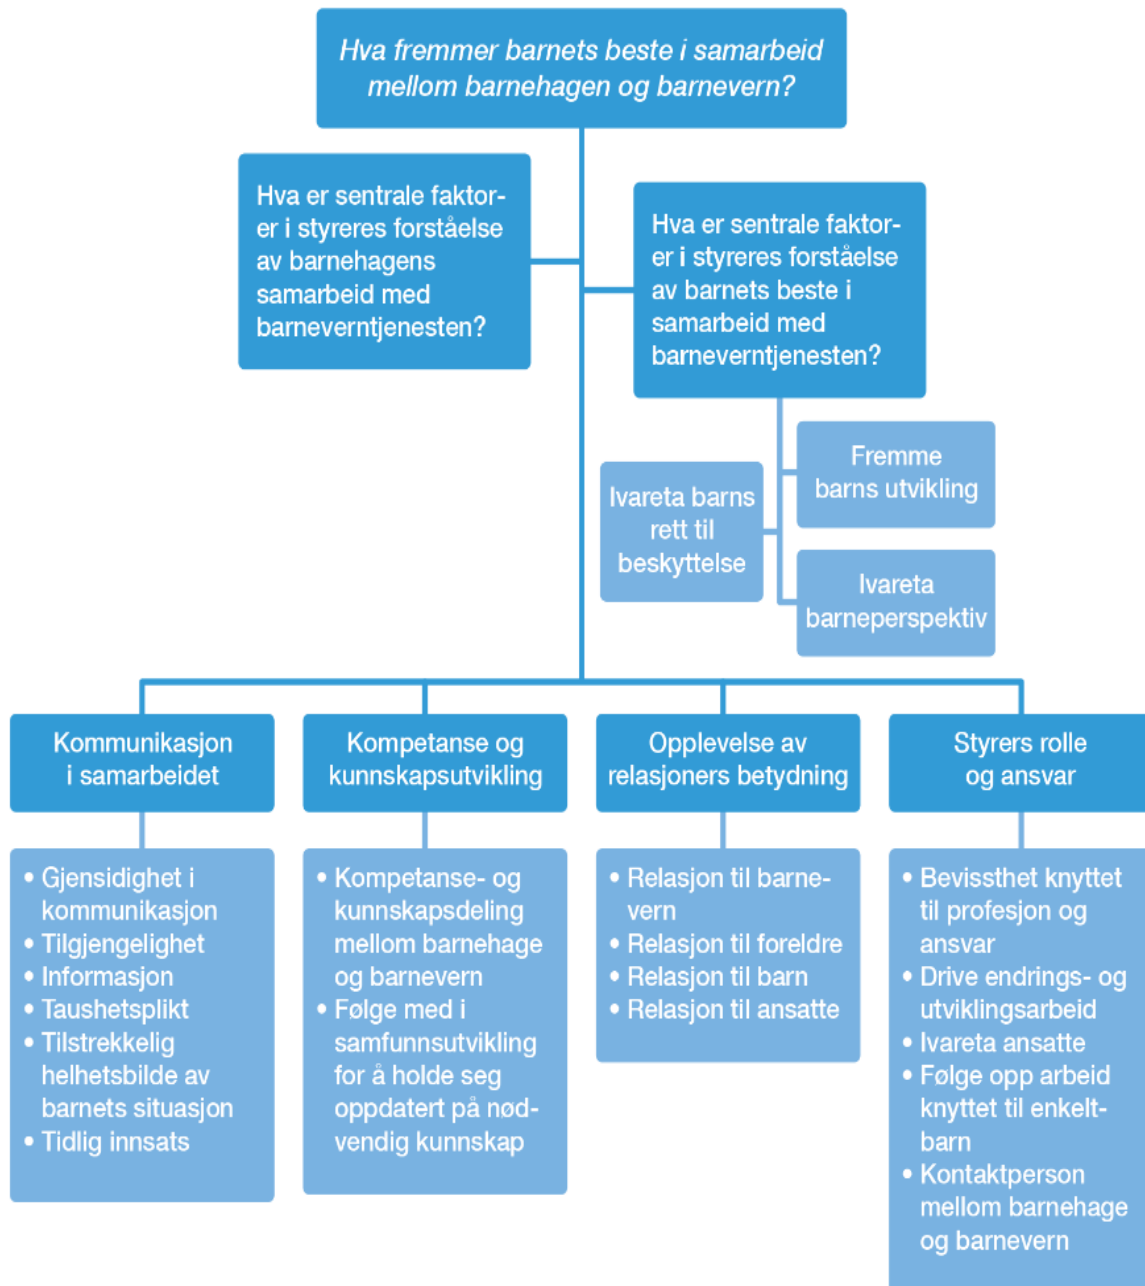 Hva fremmer barnets beste i samarbeid
mellom barnehagen og barnevern?
Hva er sentrale faktor-
er i styreres forståelse
av barnehagens
samarbeid med
barneverntjenesten?
Hva er sentrale faktor-
er i styreres forståelse
av barnets beste i
samarbeid med
barneverntjenesten?
Ivareta barns
rett til
beskyttelse
Fremme
barns utvikling
Ivareta
barneperspektiv
Kommunikasjon
i samarbeidet
• Gjensidighet i
kommunikasjon
• Tilgjengelighet
• Informasjon
• Taushetsplikt
• Tilstrekkelig
helhetsbilde av
barnets situasjon
• Tidlig innsats
Kompetanse og
kunnskapsutvikling
• Kompetanse- og
kunnskapsdeling
mellom barnehage
og barnevern
• Følge med i
samfunnsutvikling
for å holde seg
oppdatert på nød-
vendig kunnskap
Opplevelse av
relasjoners betydning
• Relasjon til barne-
vern
• Relasjon til foreldre
• Relasjon til barn
• Relasjon til ansatte
Styrers rolle
og ansvar
• Bevissthet knyttet
til profesjon og
ansvar
• Drive endrings- og
utviklingsarbeid
• Ivareta ansatte
• Følge opp arbeid
knyttet til enkelt-
barn
• Kontaktperson
mellom barnehage
og barnevern